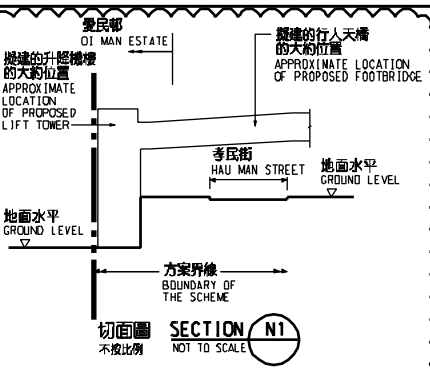 愛民邨
OI MAN ESTATE
擬建的升降機樓
的大約位置
APPROXIMATE
LOCATION
OF PROPOSED
LIFT TOWER
擬建的行人天橋
的大約位置
APPROXIMATE LOCATION
OF PROPOSED FOOTBRIDGE
孝民街
HAU MAN STREET
地面水平
GROUND LEVEL
地面水平
GROUND LEVEL
方案界線
BOUNDARY OF
THE SCHEME
切面圖 SECTION N1
不按比例 NOT TO SCALE